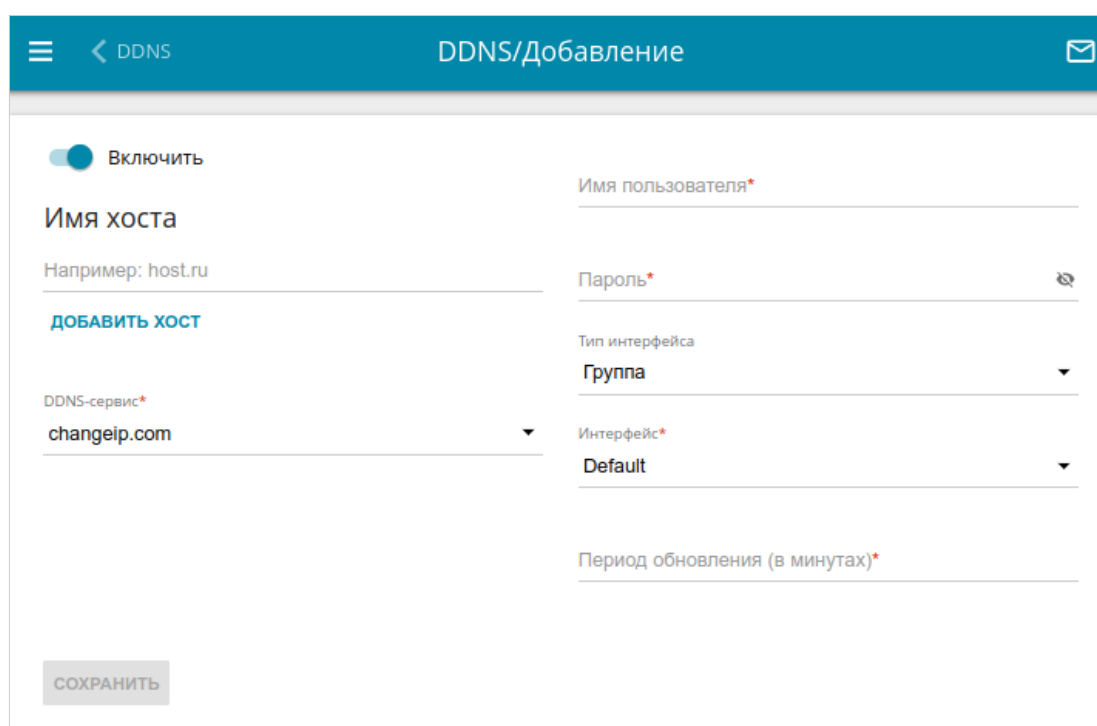 DDNS
DDNS/Добавление
Включить
Имя хоста
Например: host.ru
ДОБАВИТЬ ХОСТ
DDNS-сервис*
changeip.com
Имя пользователя*
Пароль*
Тип интерфейса
Группа
Интерфейс*
Default
Период обновления (в минутах)*
СОХРАНИТЬ